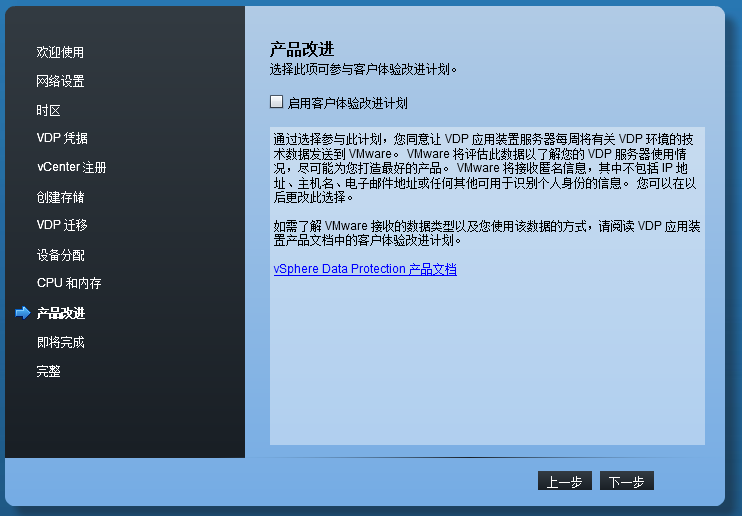 欢迎使用
网络设置
时区
VDP 凭据
vCenter 注册
创建存储
VDP 迁移
设备分配
CPU 和内存
产品改进
即将完成
完整
产品改进
选择此项可参与客户体验改进计划。
启用客户体验改进计划
通过选择参与此计划，您同意让 VDP 应用装置服务器每周将有关 VDP 环境的技
术数据发送到 VMware。 VMware 将评估此数据以了解您的 VDP 服务器使用情
况，尽可能为您打造最好的产品。 VMware 将接收匿名信息，其中不包括 IP 地
址、主机名、电子邮件地址或任何其他可用于识别个人身份的信息。 您可以在以
后更改此选择。
如需了解 VMware 接收的数据类型以及您使用该数据的方式，请阅读 VDP 应用装
置产品文档中的客户体验改进计划。
vSphere Data Protection 产品文档
上一步
下一步